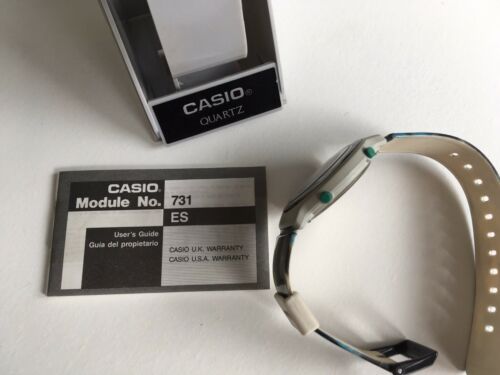 CASIO®
QUARTZ
CASIO®
Module No. 731
ES
User's Guide
Guía del propietario
CASIO U.K. WARRANTY
CASIO U.S.A. WARRANTY